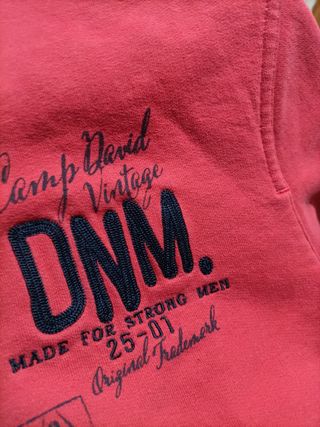 Camp David
Vintage
DNM.
MADE FOR STRONG MEN
25-01
Original Trademark